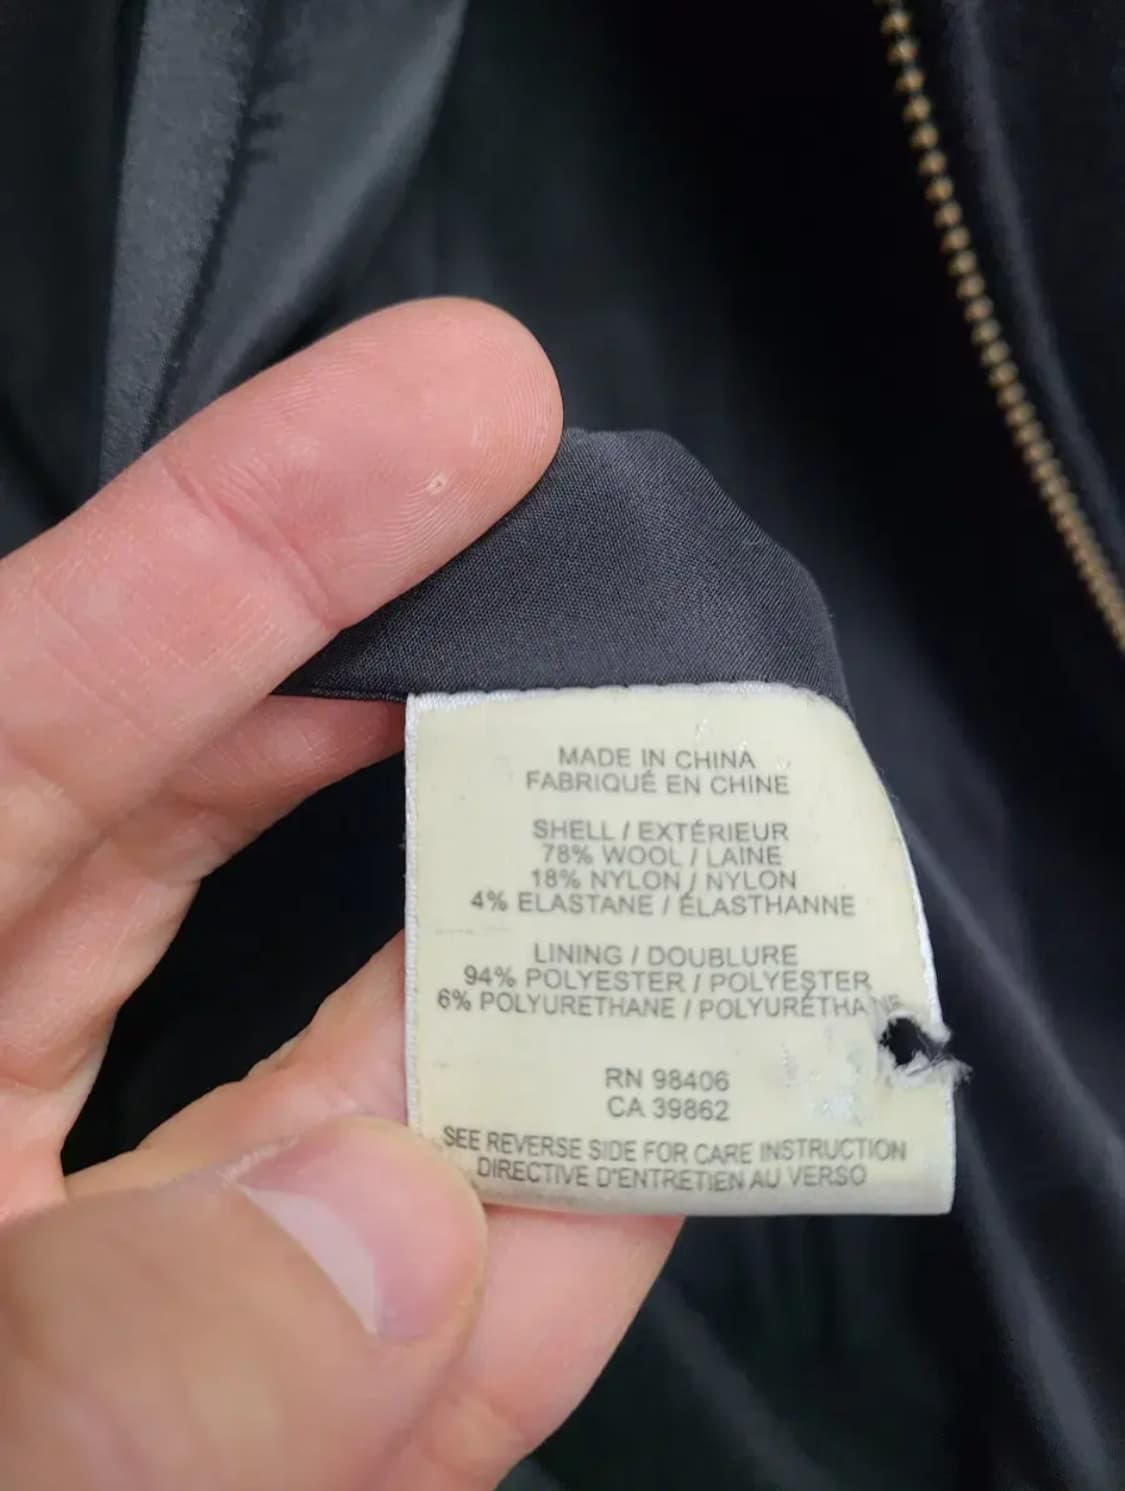 MADE IN CHINA
FABRIQUÉ EN CHINE
SHELL / EXTÉRIEUR
78% WOOL / LAINE
18% NYLON / NYLON
4% ELASTANE / ÉLASTHANNE
LINING / DOUBLURE
94% POLYESTER / POLYESTER
6% POLYURETHANE / POLYURÉTHANE
RN 98406
CA 39862
SEE REVERSE SIDE FOR CARE INSTRUCTION
DIRECTIVE D'ENTRETIEN AU VERSO